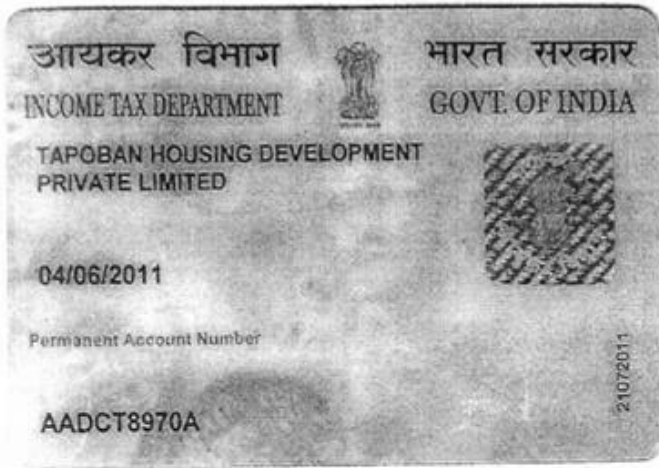 आयकर विभाग
भारत सरकार
INCOME TAX DEPARTMENT
GOVT. OF INDIA
TAPOBAN HOUSING DEVELOPMENT
PRIVATE LIMITED
04/06/2011
Permanent Account Number
AADCT8970A
21072011